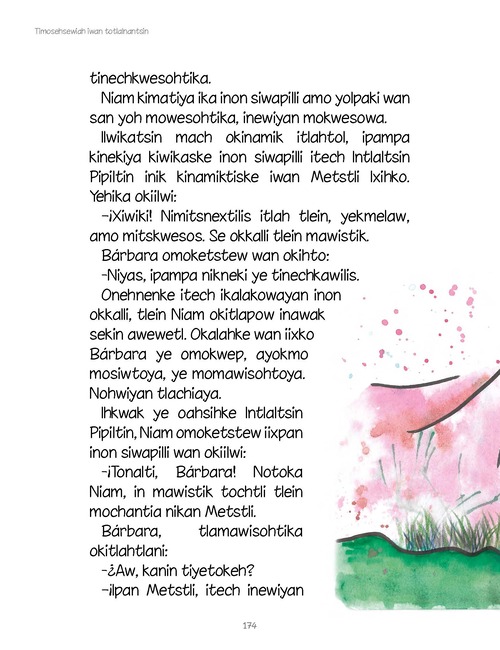 Timosehsewiah iwan totlalnantsin
tinechkwesohtika.
Niam kimatiya ika inon siwapilli amo yolpaki wan
san yoh mowesohtika, inewiyan mokwesowa.
Ilwikatsin mach okinamik itlahtol, ipampa
kinekiya kiwikaske inon siwapilli itech Intlaltsin
Pipiltin inik kinamiktiske iwan Metstli Ixihko.
Yehika okiilwi:
–¡Xiwiki! Nimitsnextilis itlah tlein, yekmelaw,
amo mitskwesos. Se okkalli tlein mawistik.
Bárbara omoketstew wan okihto:
-Niyas, ipampa nikneki ye tinechkawilis.
Onehnenke itech ikalakowayan inon
okkalli, tlein Niam okitlapow inawak
sekin awewetl. Okalahke wan iixko
Bárbara ye omokwep, ayokmo
mosiwtoya, ye momawisohtoya.
Nohwiyan tlachiaya.
Ihkwak ye oahsihke Intlaltsin
Pipiltin, Niam omoketstew iixpan
inon siwapilli wan okiilwi:
-¡Tonalti, Bárbara! Notoka
Niam, in mawistik tochtli tlein
mochantia nikan Metstli.
Bárbara, tlamawisohtika
okitlahtlani:
-¿Aw, kanin tiyetokeh?
–iIpan Metstli, itech inewiyan
174